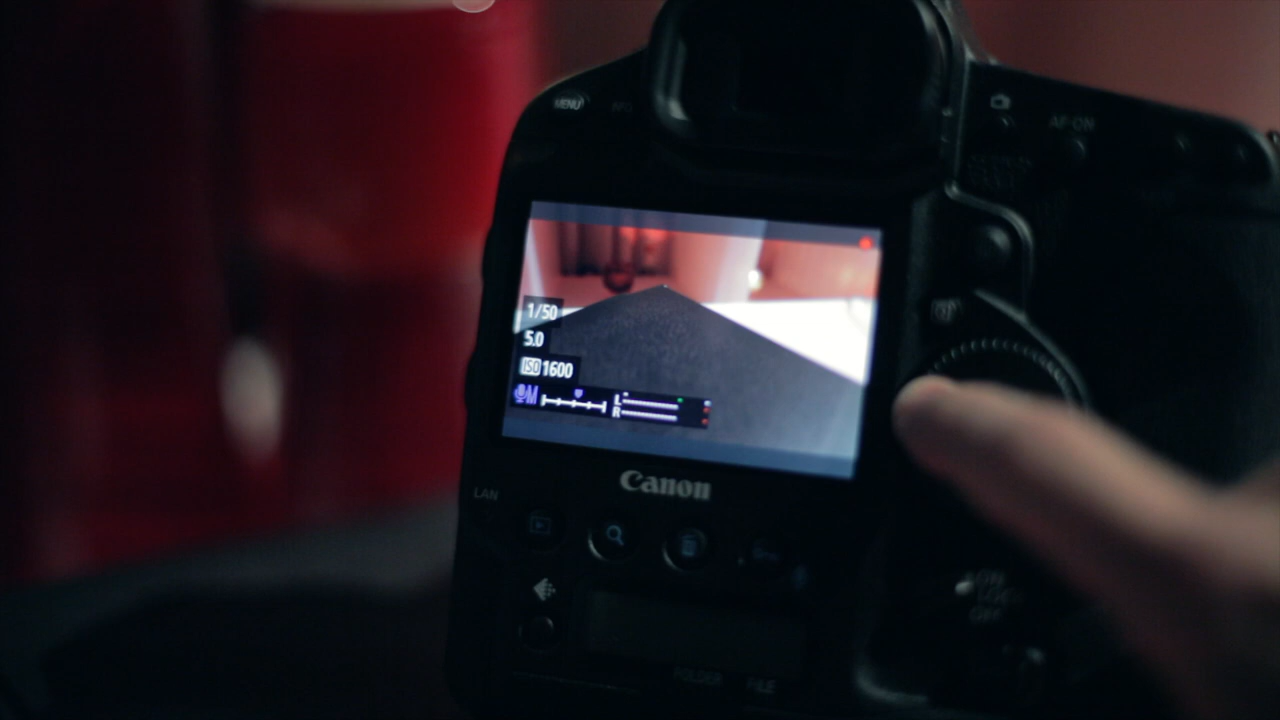 MENU
AF-ON
1/50
5.0
ISO 1600
M
L
R
Canon
LAN
FOLDER FILE